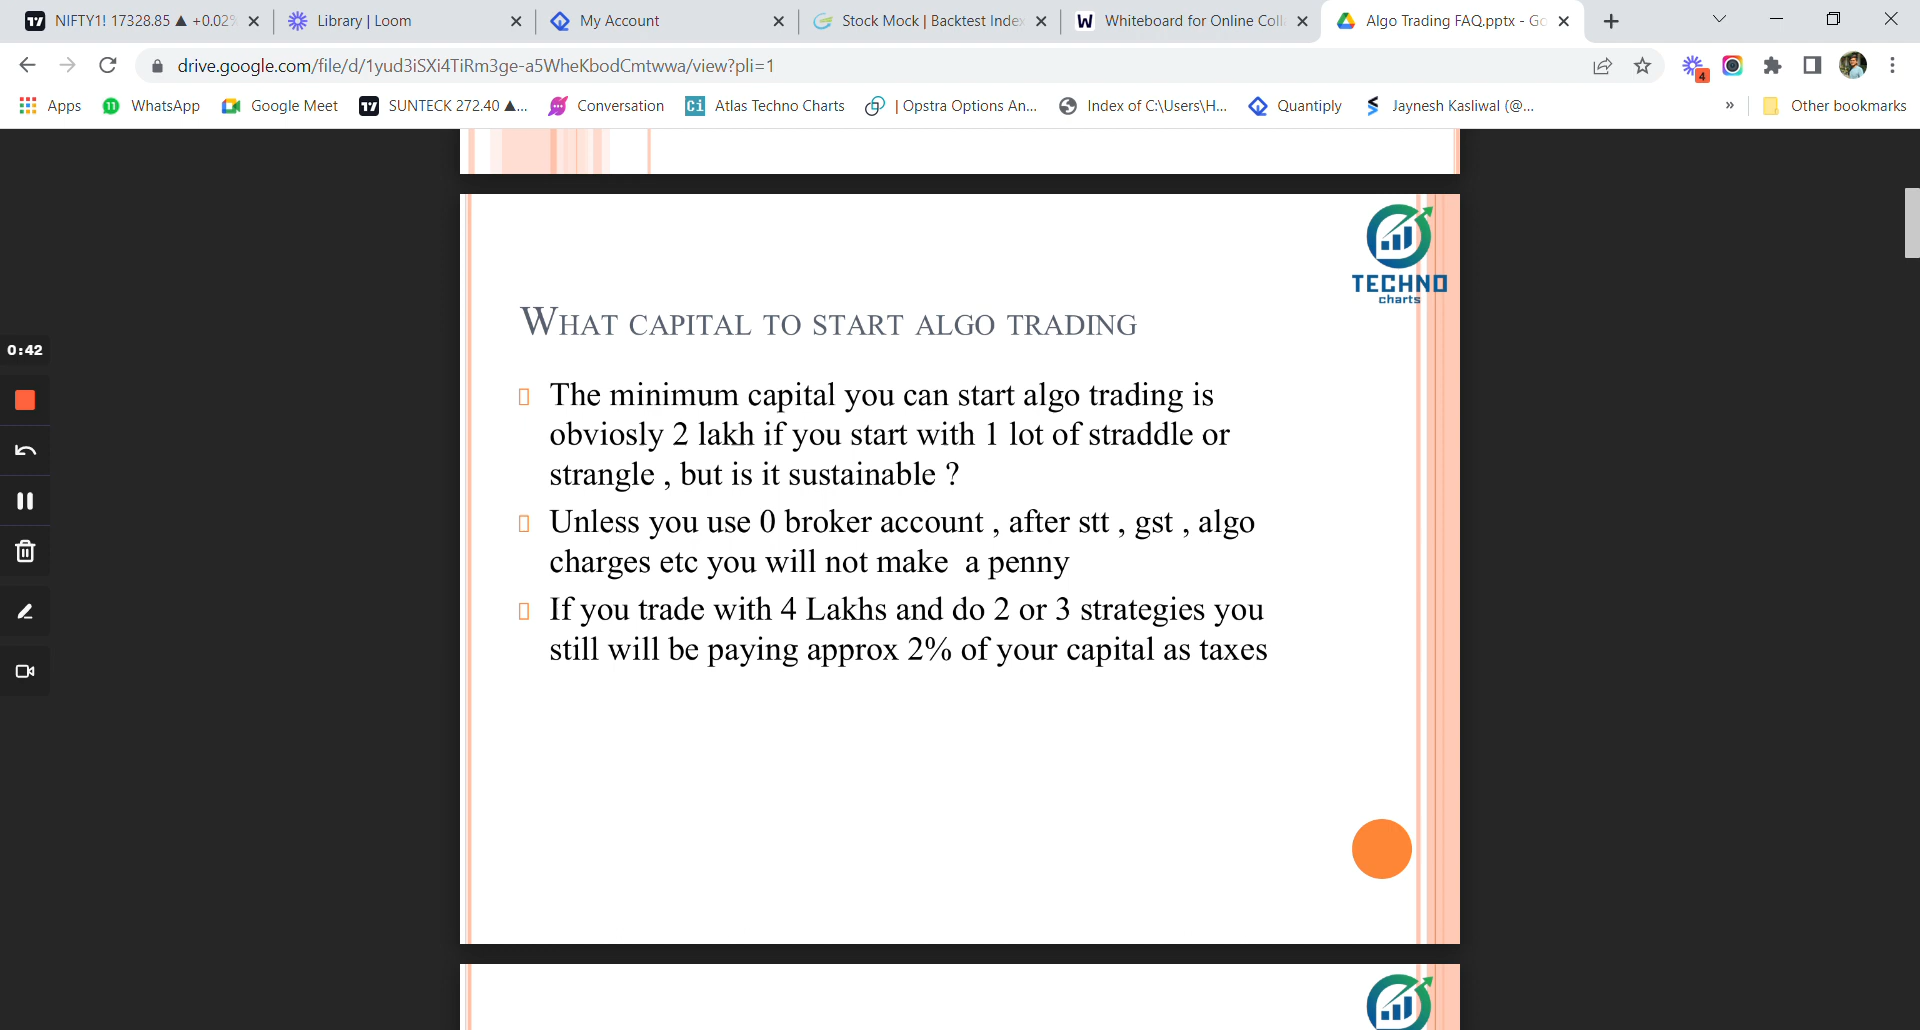 NIFTY1! 17328.85 ▲ +0.02%
Library | Loom
My Account
Stock Mock | Backtest Index
Whiteboard for Online Coll
Algo Trading FAQ.pptx - Go
drive.google.com/file/d/1yud3iSXi4TiRm3ge-a5WheKbodCmtwwa/view?pli=1
4
Apps
11 WhatsApp
Google Meet
SUNTECK 272.40 ▲...
Conversation
Ci Atlas Techno Charts
| Opstra Options An...
Index of C:\Users\H...
Quantiply
Jaynesh Kasliwal (@...
»
Other bookmarks
TECHNO
charts
WHAT CAPITAL TO START ALGO TRADING
0:42
The minimum capital you can start algo trading is
obviosly 2 lakh if you start with 1 lot of straddle or
strangle , but is it sustainable ?
Unless you use 0 broker account , after stt , gst , algo
charges etc you will not make  a penny
If you trade with 4 Lakhs and do 2 or 3 strategies you
still will be paying approx 2% of your capital as taxes